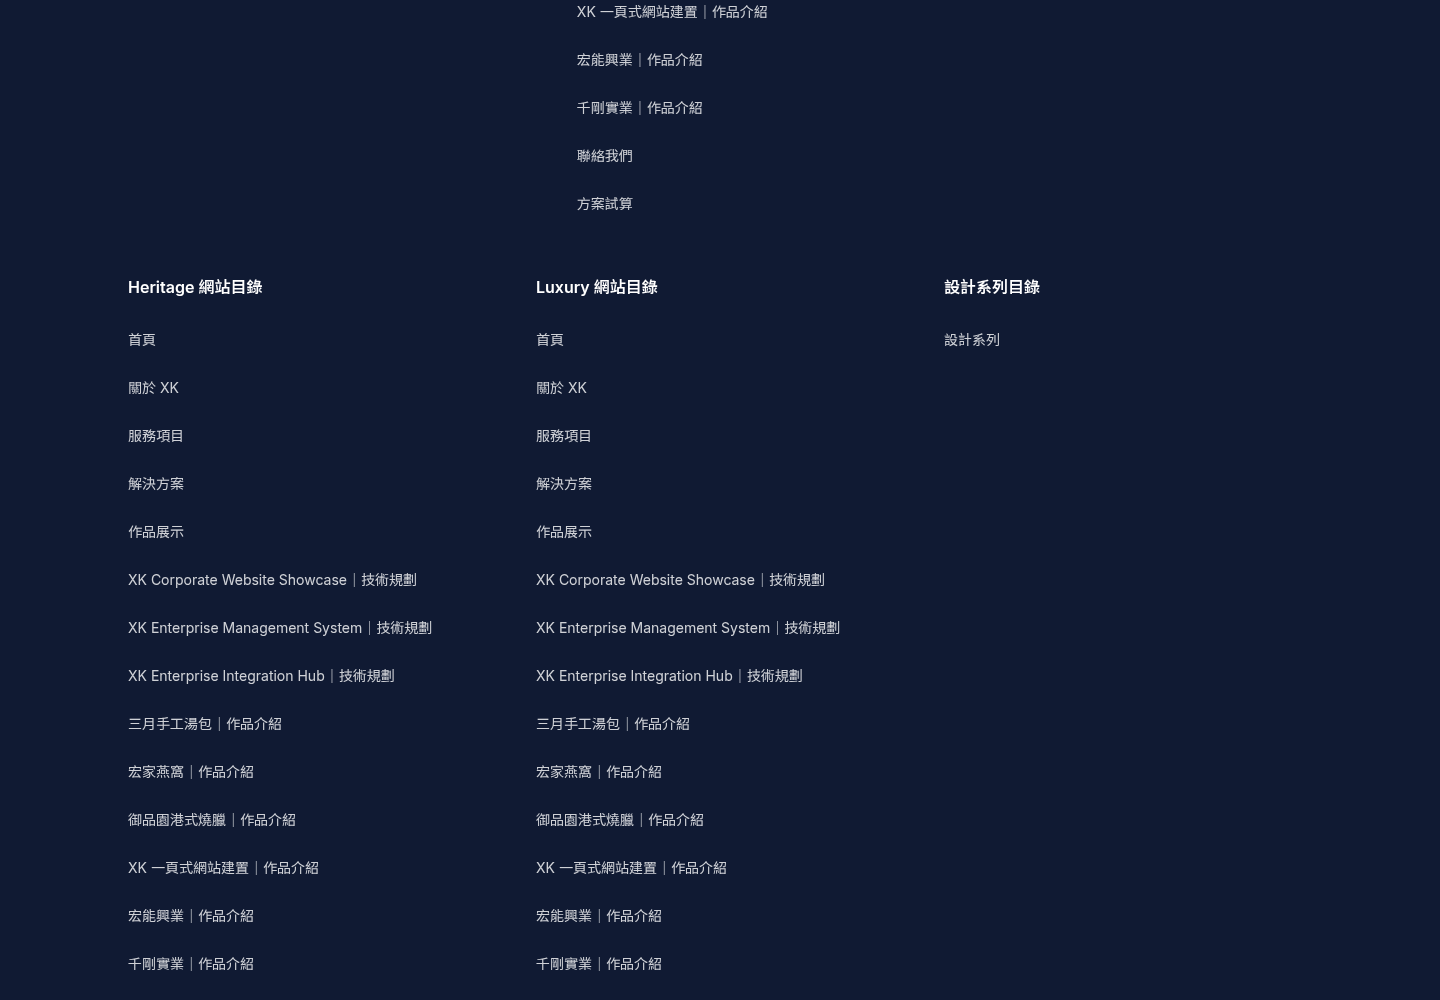 XK 一頁式網站建置｜作品介紹
宏能興業｜作品介紹
千剛實業｜作品介紹
聯絡我們
方案試算
Heritage 網站目錄
首頁
關於 XK
服務項目
解決方案
作品展示
XK Corporate Website Showcase｜技術規劃
XK Enterprise Management System｜技術規劃
XK Enterprise Integration Hub｜技術規劃
三月手工湯包｜作品介紹
宏家燕窩｜作品介紹
御品園港式燒臘｜作品介紹
XK 一頁式網站建置｜作品介紹
宏能興業｜作品介紹
千剛實業｜作品介紹
Luxury 網站目錄
首頁
關於 XK
服務項目
解決方案
作品展示
XK Corporate Website Showcase｜技術規劃
XK Enterprise Management System｜技術規劃
XK Enterprise Integration Hub｜技術規劃
三月手工湯包｜作品介紹
宏家燕窩｜作品介紹
御品園港式燒臘｜作品介紹
XK 一頁式網站建置｜作品介紹
宏能興業｜作品介紹
千剛實業｜作品介紹
設計系列目錄
設計系列